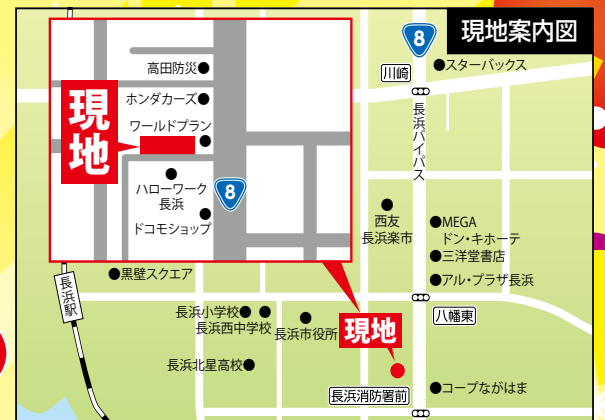 現地案内図
8
川崎
スターバックス
長浜バイパス
高田防災
ホンダカーズ
ワールドプラン
現地
ハローワーク
長浜
8
ドコモショップ
西友
長浜楽市
MEGA
ドン・キホーテ
三洋堂書店
アル・プラザ長浜
黒壁スクエア
長浜駅
長浜小学校
長浜西中学校
長浜市役所
現地
八幡東
長浜北星高校
長浜消防署前
コープながはま